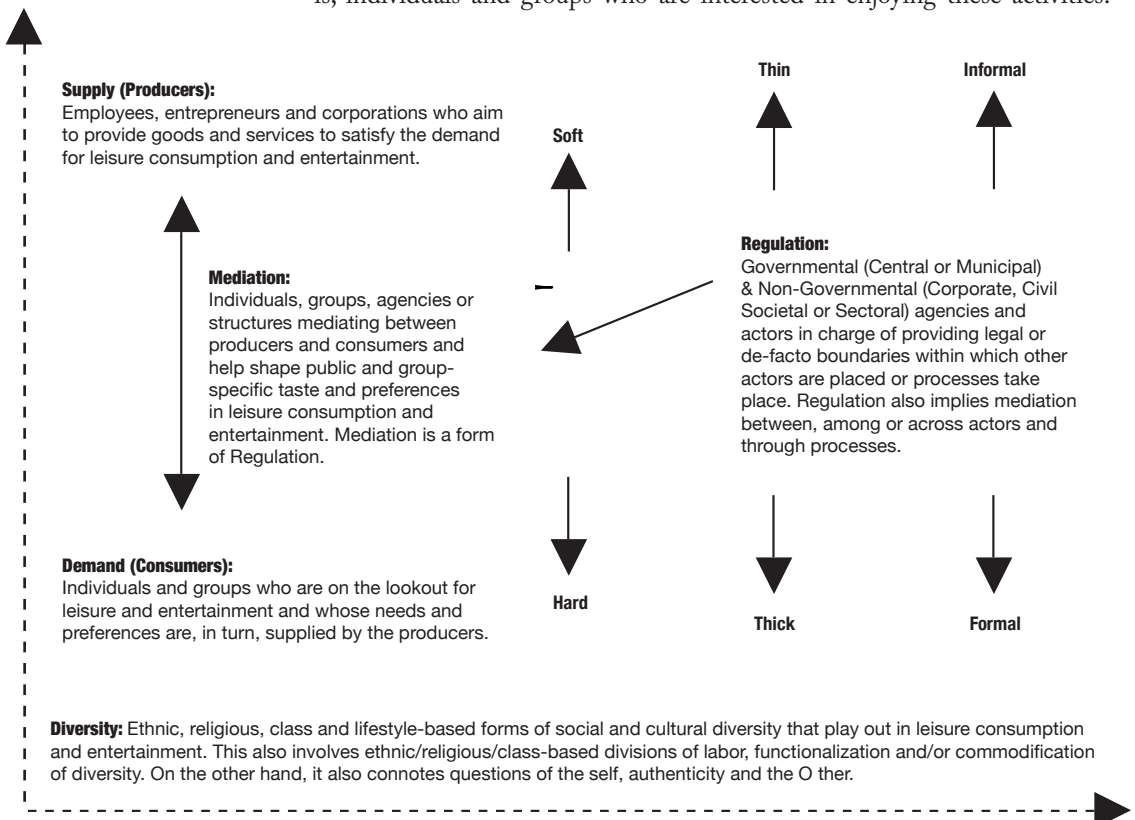 is, individuals and groups who are interested in enjoying these activities.
Thin
Informal
Supply (Producers):
Employees, entrepreneurs and corporations who aim
to provide goods and services to satisfy the demand
for leisure consumption and entertainment.
Soft
Mediation:
Individuals, groups, agencies or
structures mediating between
producers and consumers and
help shape public and group-
specific taste and preferences
in leisure consumption and
entertainment. Mediation is a form
of Regulation.
Regulation:
Governmental (Central or Municipal)
& Non-Governmental (Corporate, Civil
Societal or Sectoral) agencies and
actors in charge of providing legal or
de-facto boundaries within which other
actors are placed or processes take
place. Regulation also implies mediation
between, among or across actors and
through processes.
Demand (Consumers):
Individuals and groups who are on the lookout for
leisure and entertainment and whose needs and
preferences are, in turn, supplied by the producers.
Hard
Thick
Formal
Diversity: Ethnic, religious, class and lifestyle-based forms of social and cultural diversity that play out in leisure consumption
and entertainment. This also involves ethnic/religious/class-based divisions of labor, functionalization and/or commodification
of diversity. On the other hand, it also connotes questions of the self, authenticity and the O ther.